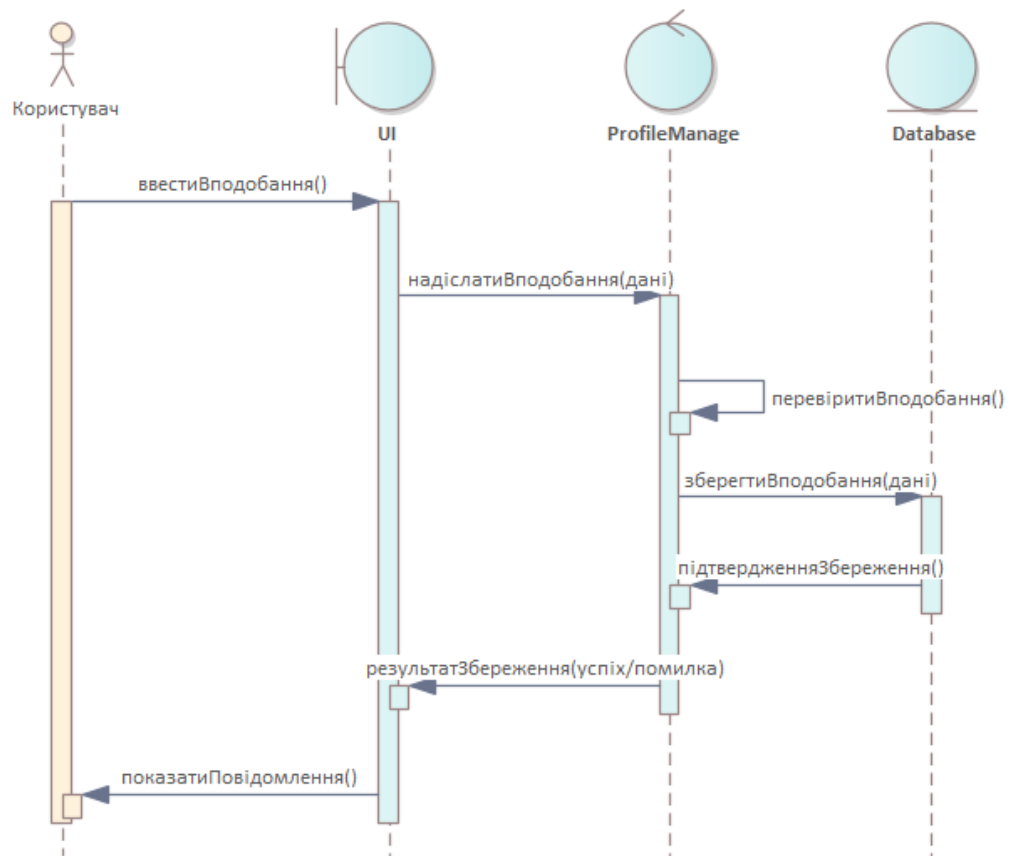 Користувач
UI
ProfileManage
Database
ввестиВподобання()
надіслатиВподобання(дані)
перевіритиВподобання()
зберегтиВподобання(дані)
підтвердженняЗбереження()
результатЗбереження(успіх/помилка)
показатиПовідомлення()